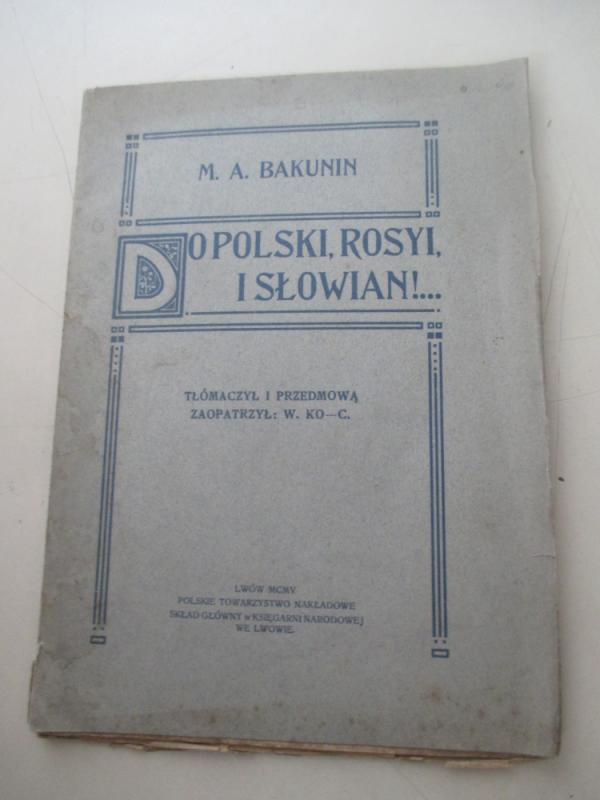 M. A. BAKUNIN
DO POLSKI, ROSYI,
I SŁOWIAN!...
TŁÓMACZYŁ I PRZEDMOWĄ
ZAOPATRZYŁ: W. KO—C.
LWÓW MCMV
POLSKIE TOWARZYSTWO NAKŁADOWE
SKŁAD GŁÓWNY w KSIĘGARNI NARODOWEJ
WE LWOWIE.